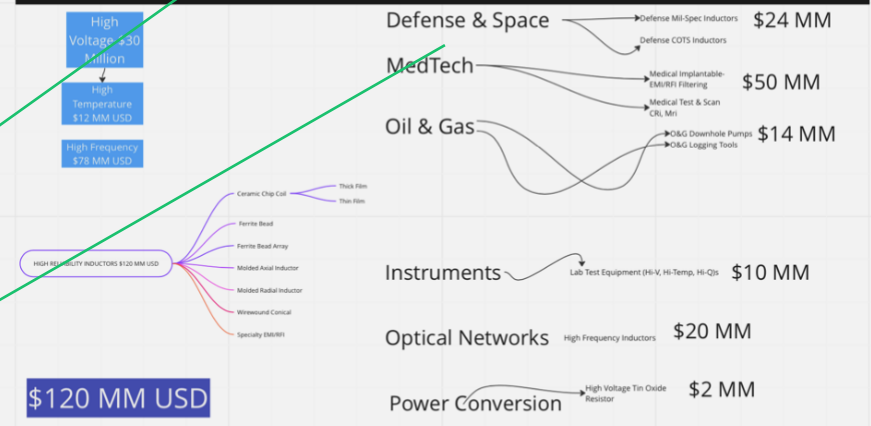 High
Voltage $30
Million
High
Temperature
$12 MM USD
High Frequency
$78 MM USD
HIGH RELIABILITY INDUCTORS $120 MM USD
Ceramic Chip Coil
Thick Film
Thin Film
Ferrite Bead
Ferrite Bead Array
Molded Axial Inductor
Molded Radial Inductor
Wirewound Conical
Specialty EMI/RFI
$120 MM USD
Defense & Space
Defense Mil-Spec Inductors
Defense COTS Inductors
$24 MM
MedTech
Medical Implantable-
EMI/RFI Filtering
Medical Test & Scan
CRi, Mri
$50 MM
Oil & Gas
O&G Downhole Pumps
O&G Logging Tools
$14 MM
Instruments
Lab Test Equipment (Hi-V, Hi-Temp, Hi-Q)s
$10 MM
Optical Networks
High Frequency Inductors
$20 MM
Power Conversion
High Voltage Tin Oxide
Resistor
$2 MM